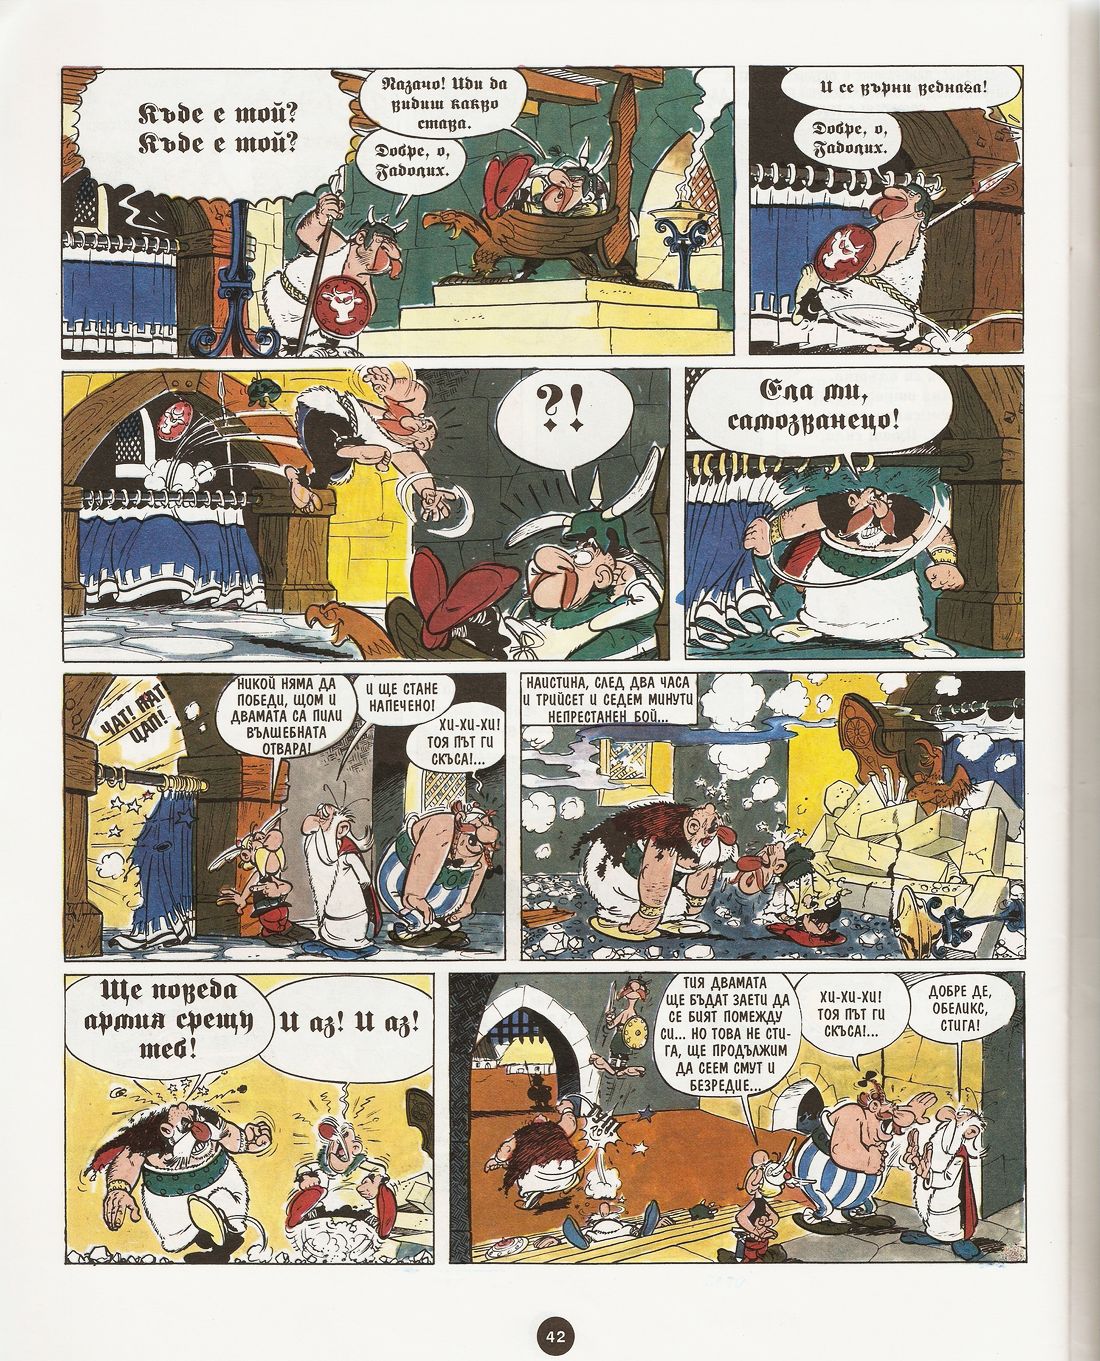 Къде е той?
Къде е той?
Пазачо! Иди да
видиш какво
става.
Добре, о,
Гадолих.
И се върни веднага!
Добре, о,
Гадолих.
?!
Ела ми,
самозванецо!
ЧАТ! ПАТ!
ЦАП!
НИКОЙ НЯМА ДА
ПОБЕДИ, ЩОМ И
ДВАМАТА СА ПИЛИ
ВЪЛШЕБНАТА
ОТВАРА!
И ЩЕ СТАНЕ
НАПЕЧЕНО!
ХИ-ХИ-ХИ!
ТОЯ ПЪТ ГИ
СКЪСА!...
НАИСТИНА, СЛЕД ДВА ЧАСА
И ТРИЙСЕТ И СЕДЕМ МИНУТИ
НЕПРЕСТАНЕН БОЙ...
Ще поведа
армия срещу
теб!
И аз! И аз!
ТИЯ ДВАМАТА
ЩЕ БЪДАТ ЗАЕТИ ДА
СЕ БИЯТ ПОМЕЖДУ
СИ... НО ТОВА НЕ СТИ-
ГА, ЩЕ ПРОДЪЛЖИМ
ДА СЕЕМ СМУТ И
БЕЗРЕДИЕ...
ХИ-ХИ-ХИ!
ТОЯ ПЪТ ГИ
СКЪСА!...
ДОБРЕ ДЕ,
ОБЕЛИКС,
СТИГА!
42